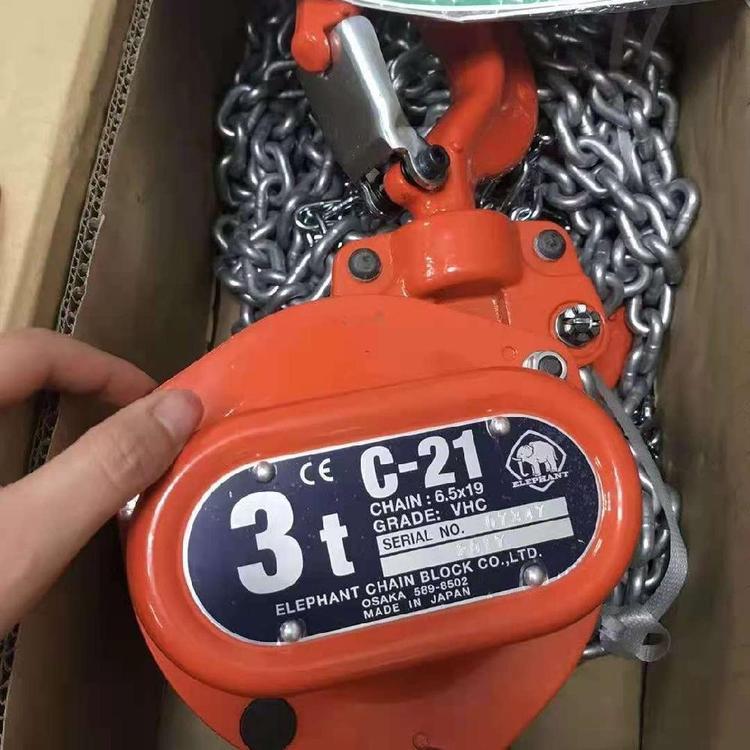 CE
C-21
ELEPHANT
3t
CHAIN : 6.5x19
GRADE: VHC
SERIAL NO.
ELEPHANT CHAIN BLOCK CO.,LTD.
OSAKA 589-8502
MADE IN JAPAN